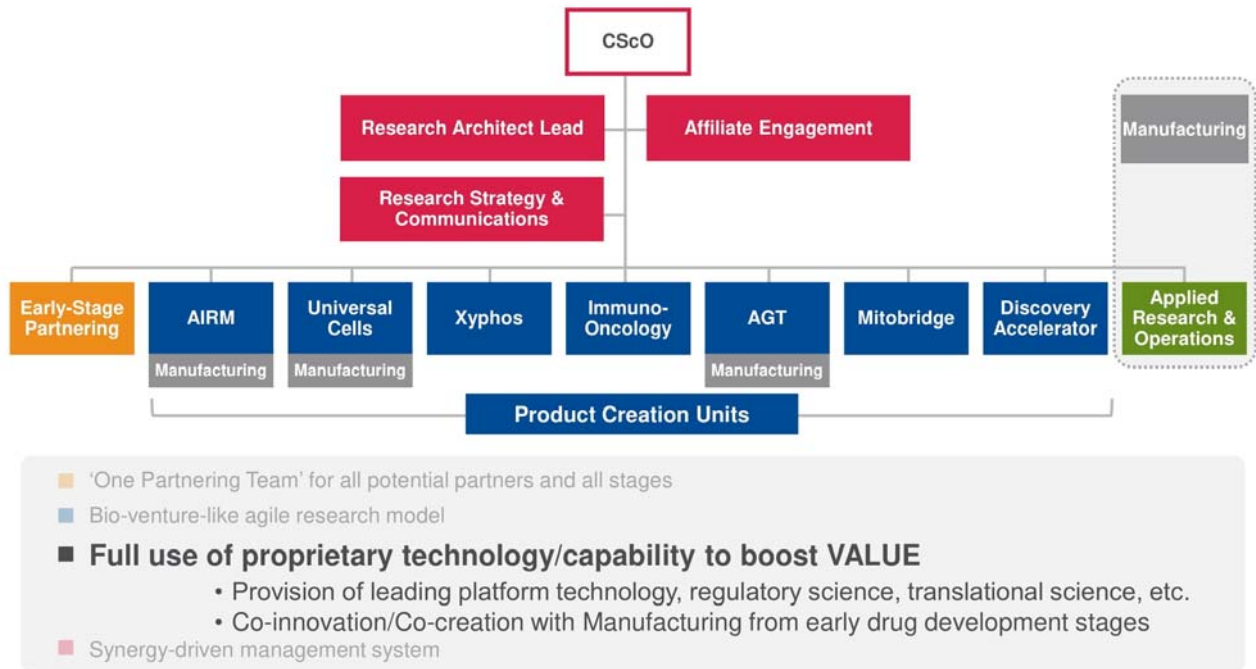 CScO
Research Architect Lead
Affiliate Engagement
Manufacturing
Research Strategy &
Communications
Early-Stage
Partnering
AIRM
Manufacturing
Universal
Cells
Manufacturing
Xyphos
Immuno-
Oncology
AGT
Manufacturing
Mitobridge
Discovery
Accelerator
Applied
Research &
Operations
Product Creation Units
■ 'One Partnering Team' for all potential partners and all stages
■ Bio-venture-like agile research model
■ Full use of proprietary technology/capability to boost VALUE
• Provision of leading platform technology, regulatory science, translational science, etc.
• Co-innovation/Co-creation with Manufacturing from early drug development stages
■ Synergy-driven management system